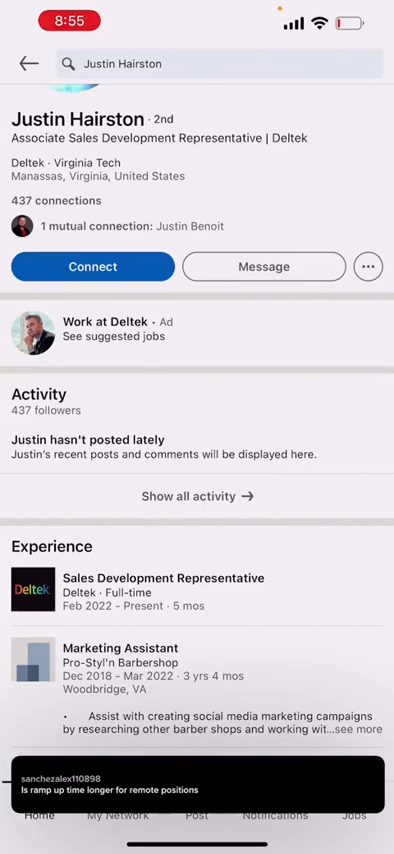 8:55
Justin Hairston
Justin Hairston · 2nd
Associate Sales Development Representative | Deltek
Deltek · Virginia Tech
Manassas, Virginia, United States
437 connections
1 mutual connection: Justin Benoit
Connect
Message
Work at Deltek · Ad
See suggested jobs
Activity
437 followers
Justin hasn't posted lately
Justin's recent posts and comments will be displayed here.
Show all activity →
Experience
Deltek
Sales Development Representative
Deltek · Full-time
Feb 2022 - Present · 5 mos
Marketing Assistant
Pro-Styl'n Barbershop
Dec 2018 - Mar 2022 · 3 yrs 4 mos
Woodbridge, VA
· Assist with creating social media marketing campaigns
by researching other barber shops and working wit...see more
sanchezalex110898
Is ramp up time longer for remote positions
Home
My Network
Post
Notifications
Jobs